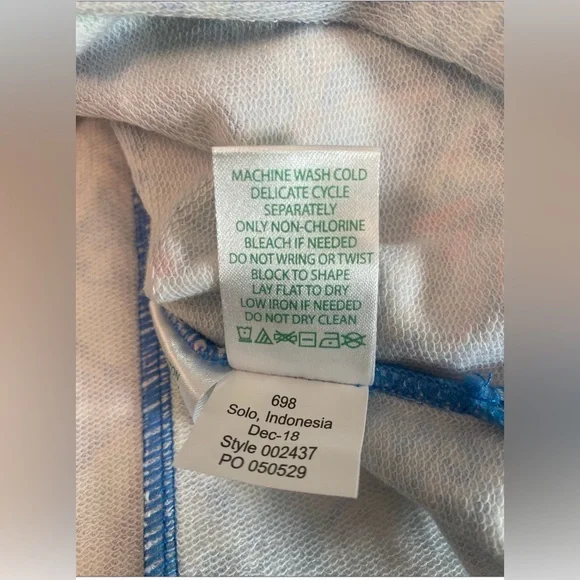 MACHINE WASH COLD
DELICATE CYCLE
SEPARATELY
ONLY NON-CHLORINE
BLEACH IF NEEDED
DO NOT WRING OR TWIST
BLOCK TO SHAPE
LAY FLAT TO DRY
LOW IRON IF NEEDED
DO NOT DRY CLEAN
698
Solo, Indonesia
Dec-18
Style 002437
PO 050529